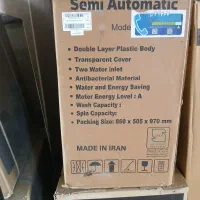 Semi Automatic
Model
• Double Layer Plastic Body
• Transparent Cover
• Two Water inlet
• Antibacterial Material
• Water and Energy Saving
• Motor Energy Level : A
• Wash Capacity :
• Spin Capacity:
• Packing Size: 860 x 505 x 970 mm
MADE IN IRAN